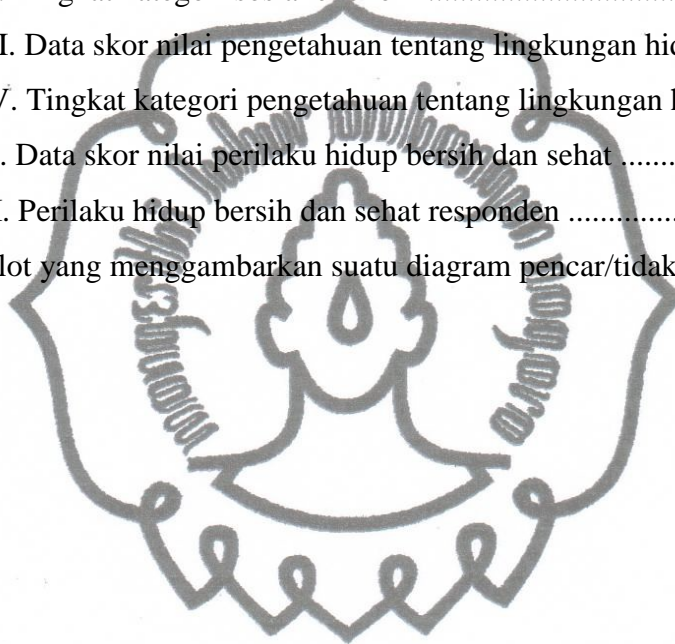 I. Data skor nilai pengetahuan tentang lingkungan hid
V. Tingkat kategori pengetahuan tentang lingkungan h
. Data skor nilai perilaku hidup bersih dan sehat .......
I. Perilaku hidup bersih dan sehat responden ..............
lot yang menggambarkan suatu diagram pencar/tidak